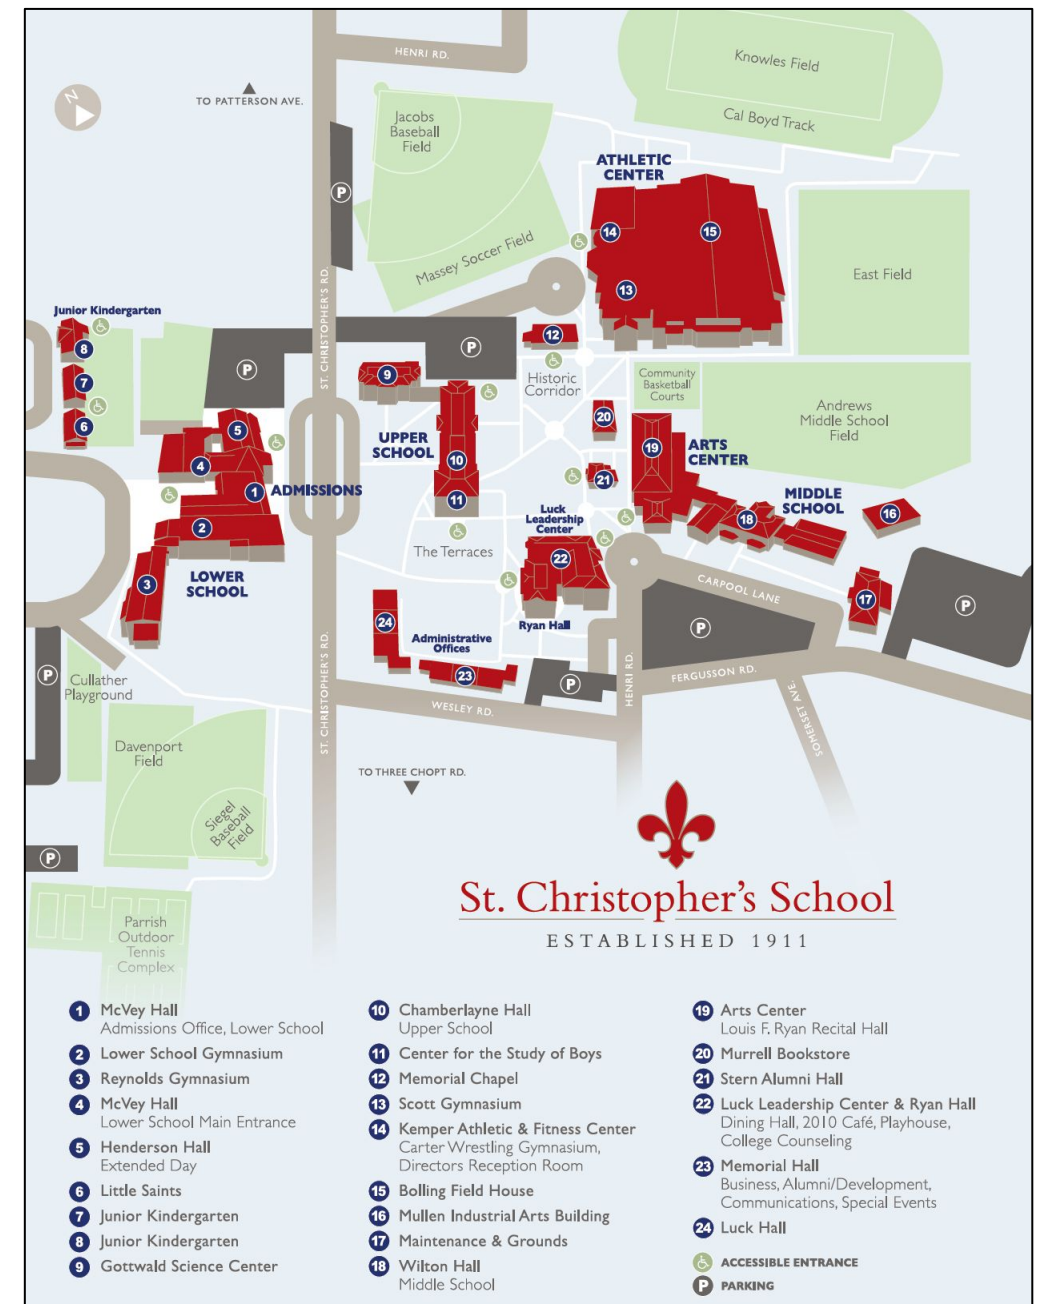 HENRI RD.
Knowles Field
N
TO PATTERSON AVE.
Jacobs
Baseball
Field
Cal Boyd Track
ATHLETIC
CENTER
P
14
15
Massey Soccer Field
East Field
13
ST. CHRISTOPHER'S RD.
Junior Kindergarten
8
12
P
P
Historic
Corridor
Community
Basketball
Courts
9
7
Andrews
Middle School
Field
20
6
5
UPPER
SCHOOL
19
ARTS
CENTER
10
4
21
1
ADMISSIONS
11
MIDDLE
SCHOOL
2
Luck
Leadership
Center
18
16
The Terraces
22
LOWER
SCHOOL
3
CARPOOL LANE
17
P
24
Ryan Hall
P
Administrative
Offices
23
P
HENRI RD.
FERGUSSON RD.
P
Cullather
Playground
ST. CHRISTOPHER'S RD.
WESLEY RD.
SOMERSET AVE.
Davenport
Field
TO THREE CHOPT RD.
Siegel
Baseball
Field
P
St. Christopher's School
ESTABLISHED 1911
Parrish
Outdoor
Tennis
Complex
1 McVey Hall
Admissions Office, Lower School
2 Lower School Gymnasium
3 Reynolds Gymnasium
4 McVey Hall
Lower School Main Entrance
5 Henderson Hall
Extended Day
6 Little Saints
7 Junior Kindergarten
8 Junior Kindergarten
9 Gottwald Science Center
10 Chamberlayne Hall
Upper School
11 Center for the Study of Boys
12 Memorial Chapel
13 Scott Gymnasium
14 Kemper Athletic & Fitness Center
Carter Wrestling Gymnasium,
Directors Reception Room
15 Bolling Field House
16 Mullen Industrial Arts Building
17 Maintenance & Grounds
18 Wilton Hall
Middle School
19 Arts Center
Louis F. Ryan Recital Hall
20 Murrell Bookstore
21 Stern Alumni Hall
22 Luck Leadership Center & Ryan Hall
Dining Hall, 2010 Café, Playhouse,
College Counseling
23 Memorial Hall
Business, Alumni/Development,
Communications, Special Events
24 Luck Hall
ACCESSIBLE ENTRANCE
P PARKING